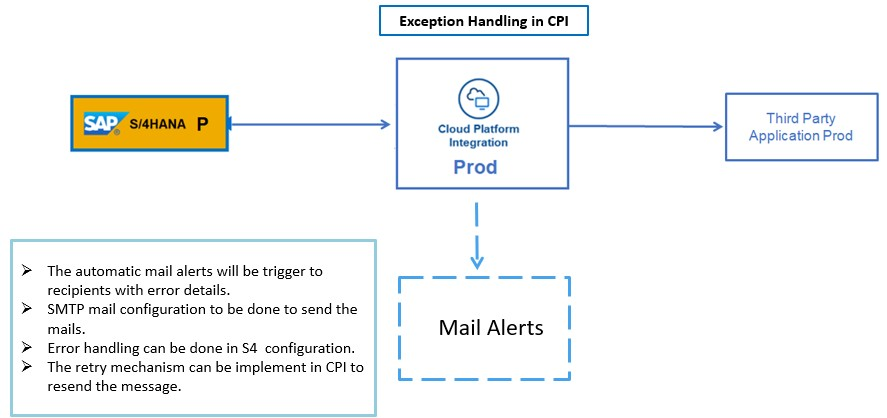 Exception Handling in CPI
SAP® S/4HANA P
Cloud Platform
Integration
Prod
Third Party
Application Prod
➢ The automatic mail alerts will be trigger to
recipients with error details.
➢ SMTP mail configuration to be done to send the
mails.
➢ Error handling can be done in S4 configuration.
➢ The retry mechanism can be implement in CPI to
resend the message.
Mail Alerts